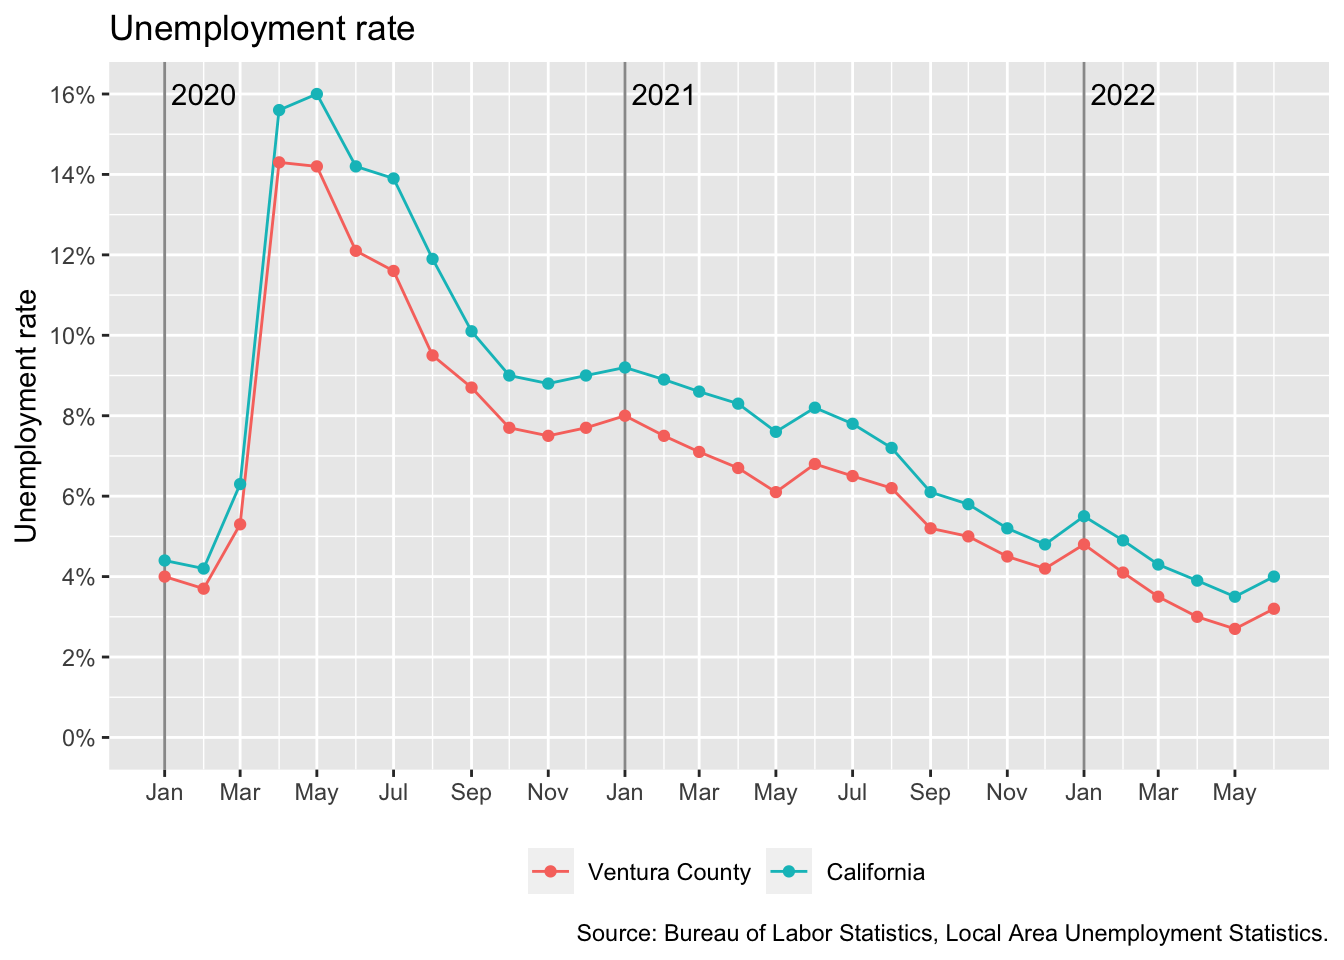 Unemployment rate
2020 2021 2022
16%
14%
12%
10%
8%
6%
4%
2%
0%
Unemployment rate
Jan Mar May Jul Sep Nov Jan Mar May Jul Sep Nov Jan Mar May
Ventura County California
Source: Bureau of Labor Statistics, Local Area Unemployment Statistics.